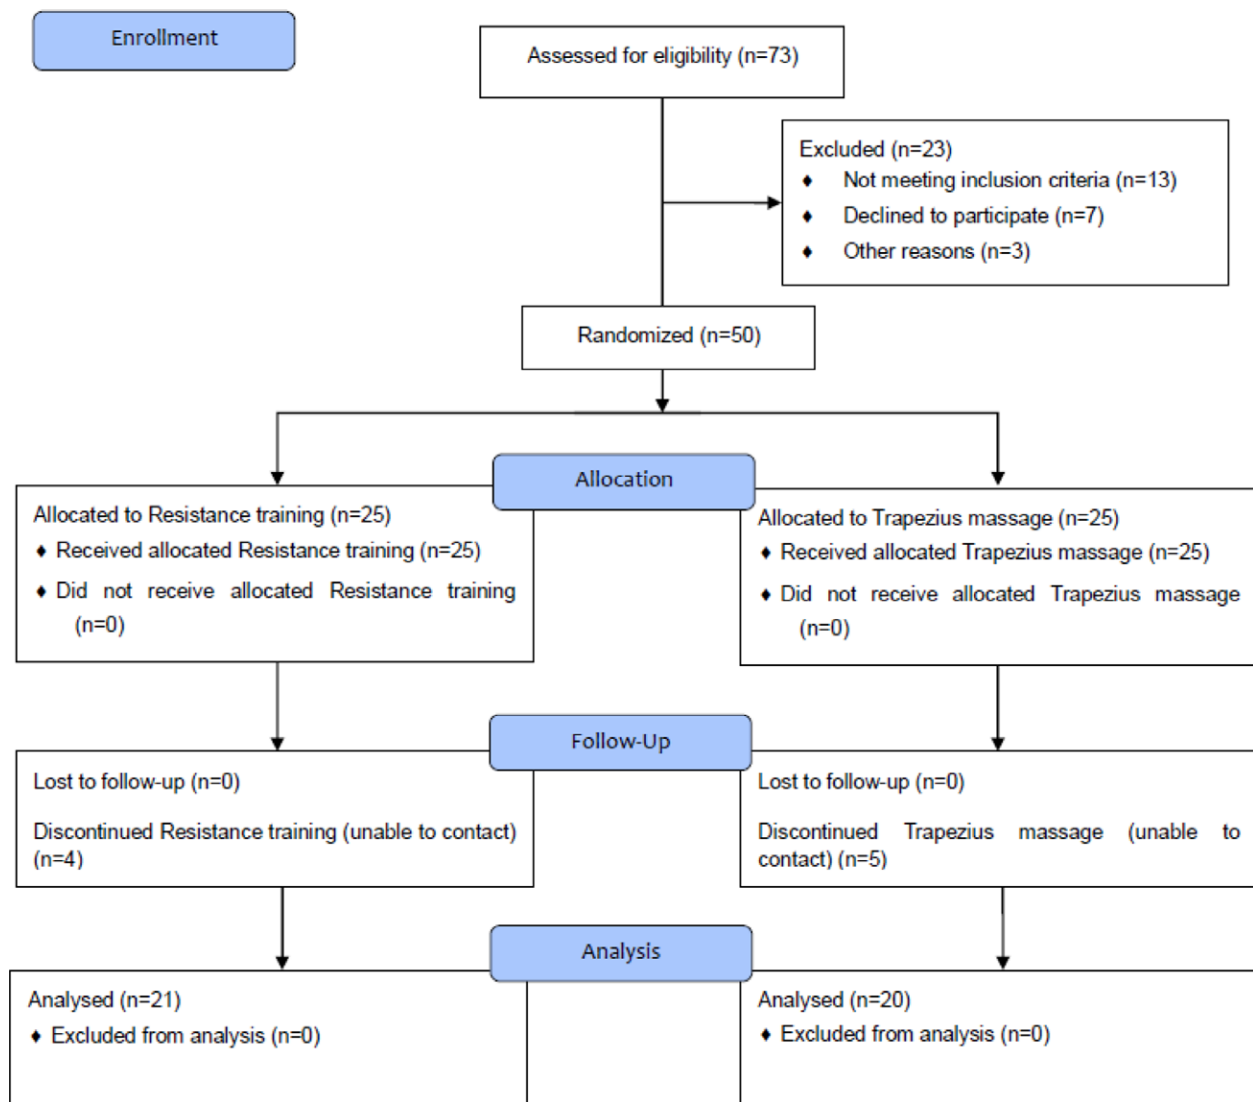 Enrollment
Assessed for eligibility (n=73)
Excluded (n=23)
♦ Not meeting inclusion criteria (n=13)
♦ Declined to participate (n=7)
♦ Other reasons (n=3)
Randomized (n=50)
Allocation
Allocated to Resistance training (n=25)
♦ Received allocated Resistance training (n=25)
♦ Did not receive allocated Resistance training
(n=0)
Allocated to Trapezius massage (n=25)
♦ Received allocated Trapezius massage (n=25)
♦ Did not receive allocated Trapezius massage
(n=0)
Follow-Up
Lost to follow-up (n=0)
Discontinued Resistance training (unable to contact)
(n=4)
Lost to follow-up (n=0)
Discontinued Trapezius massage (unable to
contact) (n=5)
Analysis
Analysed (n=21)
♦ Excluded from analysis (n=0)
Analysed (n=20)
♦ Excluded from analysis (n=0)